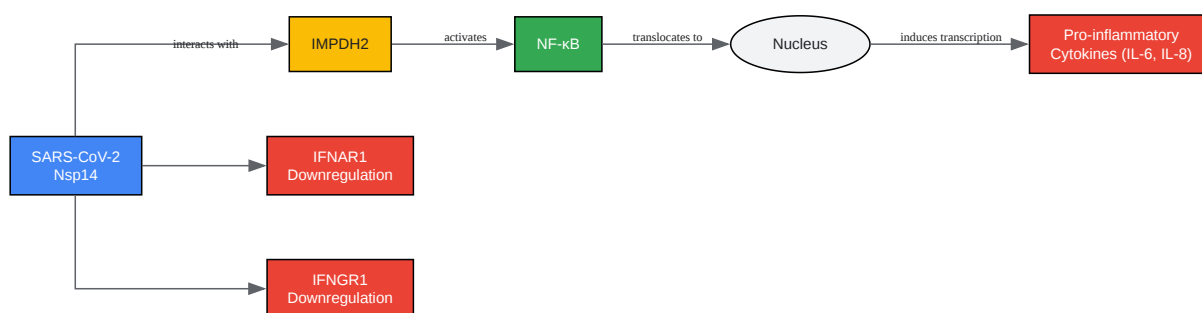 interacts with
IMPDH2
activates
NF-κB
translocates to
Nucleus
induces transcription
Pro-inflammatory
Cytokines (IL-6, IL-8)
SARS-CoV-2
Nsp14
IFNAR1
Downregulation
IFNGR1
Downregulation